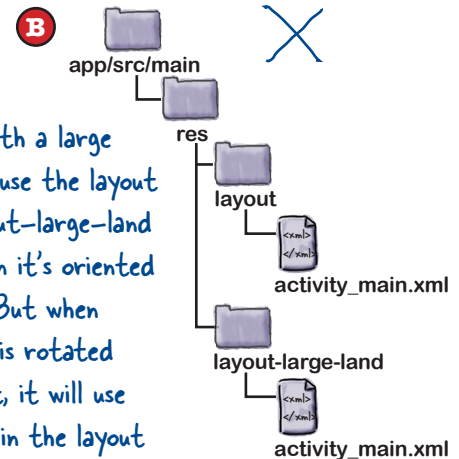 B
app/src/main
res
layout
<xml>
</xml>
activity_main.xml
layout-large-land
<xml>
</xml>
activity_main.xml
th a large
use the layout
ut-large-land
it's oriented
But when
is rotated
it will use
in the layout